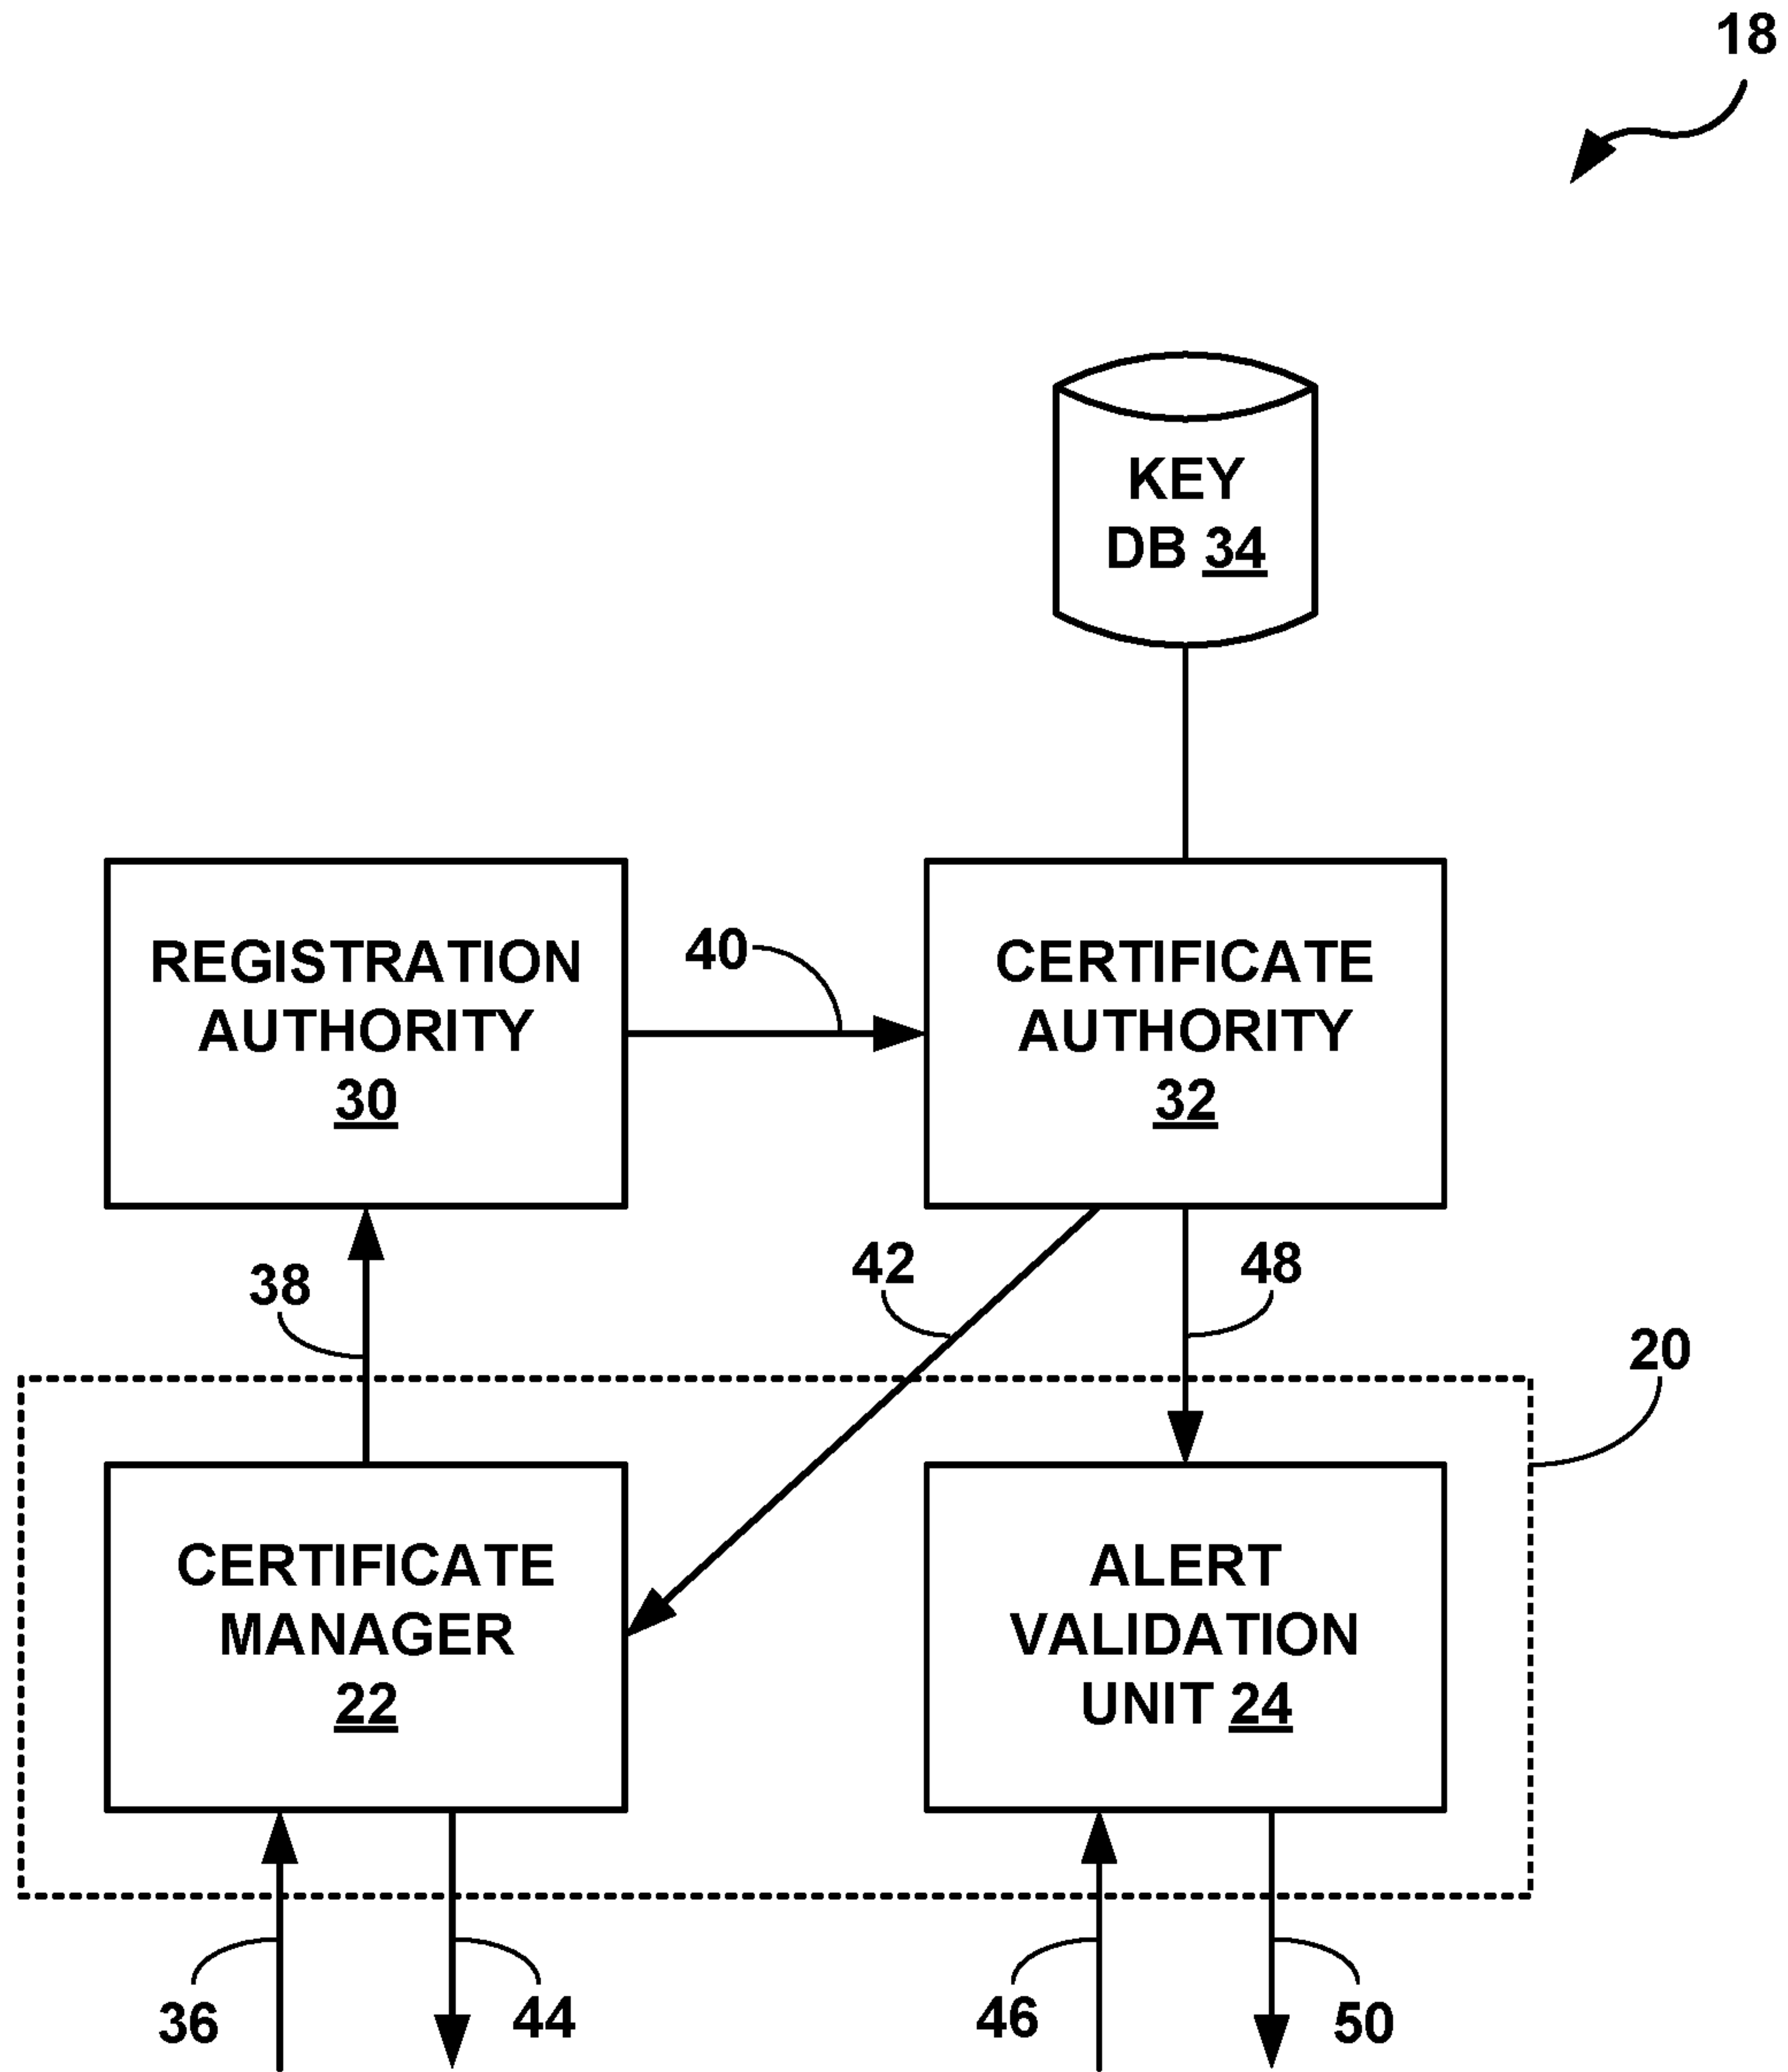 18
KEY
DB 34
REGISTRATION
AUTHORITY
30
40
CERTIFICATE
AUTHORITY
32
38
42
48
20
CERTIFICATE
MANAGER
22
ALERT
VALIDATION
UNIT 24
36
44
46
50